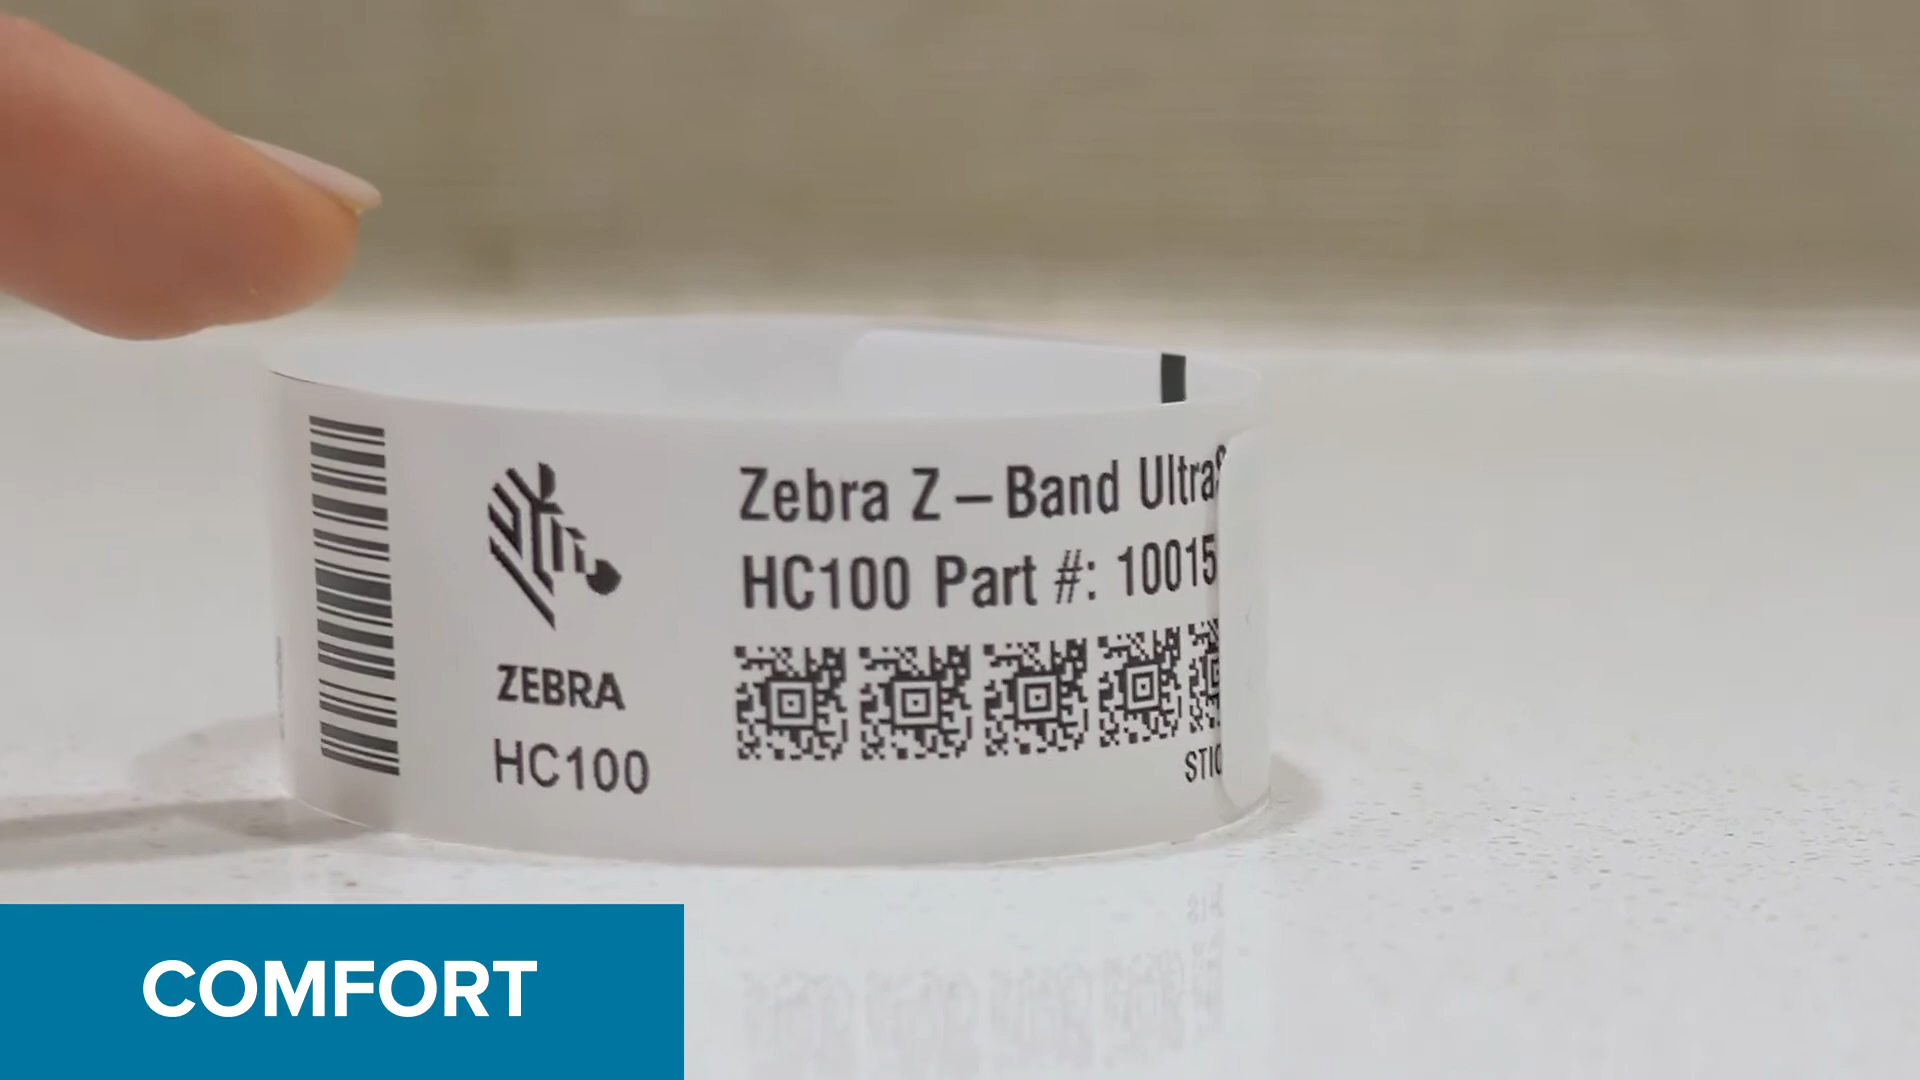 Zebra Z – Band Ultra
HC100 Part #: 10015
ZEBRA
HC100
COMFORT